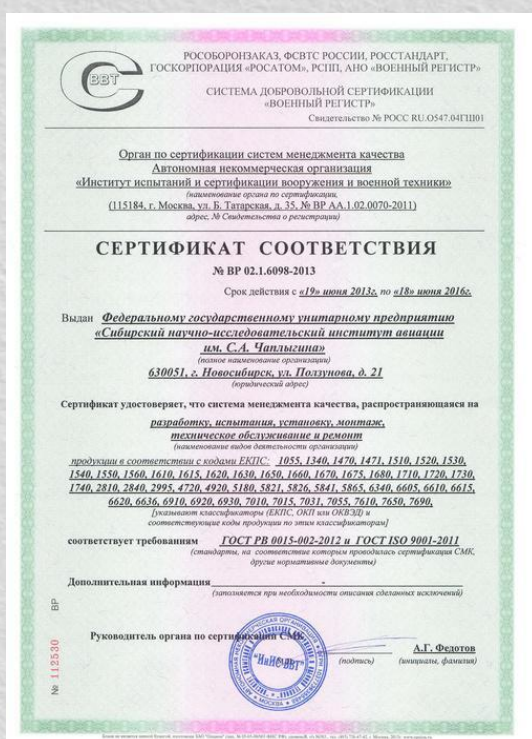 СВВТ
РОСОБОРОНЗАКАЗ, ФСВТС РОССИИ, РОССТАНДАРТ,
ГОСКОРПОРАЦИЯ «РОСАТОМ», РСПП, АНО «ВОЕННЫЙ РЕГИСТР»
СИСТЕМА ДОБРОВОЛЬНОЙ СЕРТИФИКАЦИИ
«ВОЕННЫЙ РЕГИСТР»
Свидетельство № РОСС RU.О547.04ГШ01
Орган по сертификации систем менеджмента качества
Автономная некоммерческая организация
«Институт испытаний и сертификации вооружения и военной техники»
(наименование органа по сертификации,
(115184, г. Москва, ул. Б. Татарская, д. 35, № ВР АА.1.02.0070-2011)
адрес, № Свидетельства о регистрации)
СЕРТИФИКАТ СООТВЕТСТВИЯ
№ ВР 02.1.6098-2013
Срок действия с «19» июня 2013г. по «18» июня 2016г.
Выдан Федеральному государственному унитарному предприятию
«Сибирский научно-исследовательский институт авиации
им. С.А. Чаплыгина»
(полное наименование организации)
630051, г. Новосибирск, ул. Ползунова, д. 21
(юридический адрес)
Сертификат удостоверяет, что система менеджмента качества, распространяющаяся на
разработку, испытания, установку, монтаж,
техническое обслуживание и ремонт
(наименование видов деятельности организации)
продукции в соответствии с кодами ЕКПС: 1055, 1340, 1470, 1471, 1510, 1520, 1530,
1540, 1550, 1560, 1610, 1615, 1620, 1630, 1650, 1660, 1670, 1675, 1680, 1710, 1720, 1730,
1740, 2810, 2840, 2995, 4720, 4920, 5180, 5821, 5826, 5841, 5865, 6340, 6605, 6610, 6615,
6620, 6636, 6910, 6920, 6930, 7010, 7015, 7031, 7055, 7610, 7650, 7690,
[указывают классификаторы (ЕКПС, ОКП или ОКВЭД) и
соответствующие коды продукции по этим классификаторам]
соответствует требованиям ГОСТ РВ 0015-002-2012 и ГОСТ ISO 9001-2011
(стандарты, на соответствие которым проводилась сертификация СМК,
другие нормативные документы)
Дополнительная информация -
(заполняется при необходимости описания сделанных исключений)
Руководитель органа по сертификации СМК
А.Г. Федотов
(подпись) (инициалы, фамилия)
"ИнИС ВВТ"
МОСКВА
№ 112530 ВР